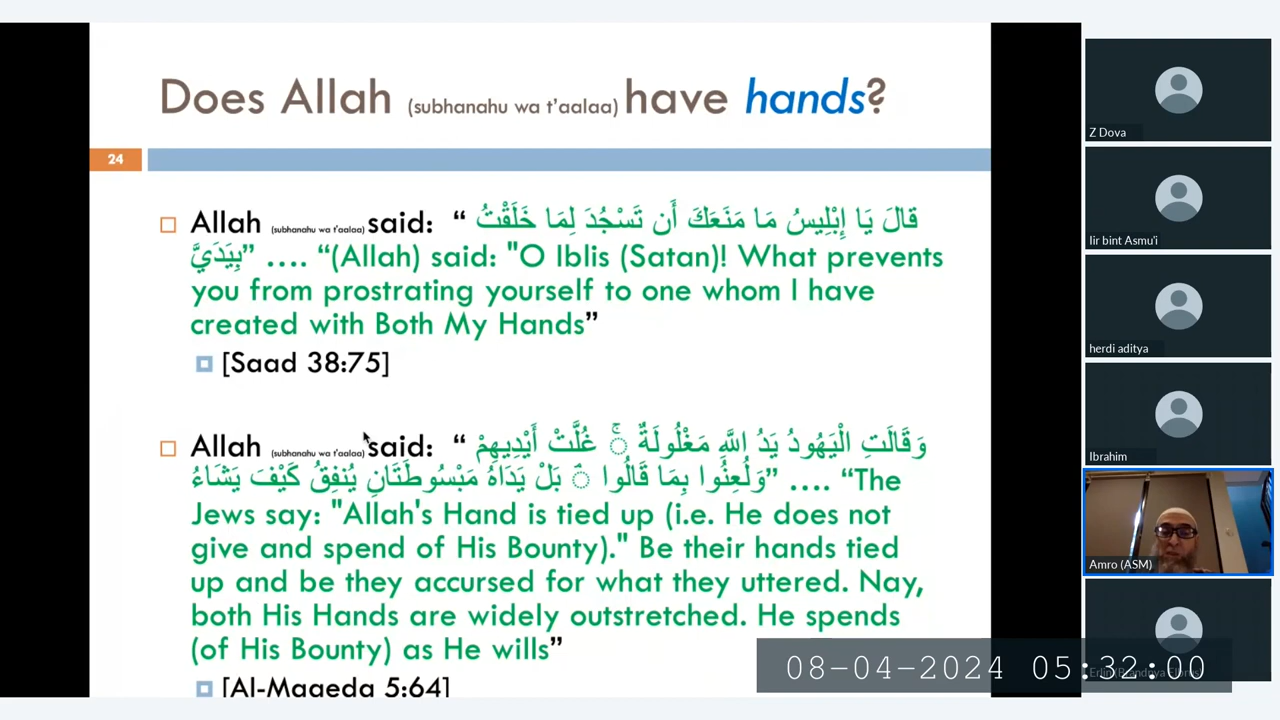 Does Allah (subhanahu wa t'aalaa) have hands?
24
Allah (subhanahu wa t'aalaa) said: “ قَالَ يَا إِبْلِيسُ مَا مَنَعَكَ أَن تَسْجُدَ لِمَا خَلَقْتُ
بِيَدَيَّ” .... “(Allah) said: "O Iblis (Satan)! What prevents
you from prostrating yourself to one whom I have
created with Both My Hands”
[Saad 38:75]
Allah (subhanahu wa t'aalaa) said: “ وَقَالَتِ الْيَهُودُ يَدُ اللَّهِ مَغْلُولَةٌ ۚ غُلَّتْ أَيْدِيهِمْ
وَلُعِنُوا بِمَا قَالُوا ۘ بَلْ يَدَاهُ مَبْسُوطَتَانِ يُنفِقُ كَيْفَ يَشَاءُ” .... “The
Jews say: "Allah's Hand is tied up (i.e. He does not
give and spend of His Bounty)." Be their hands tied
up and be they accursed for what they uttered. Nay,
both His Hands are widely outstretched. He spends
(of His Bounty) as He wills”
[Al-Maaeda 5:64]
Z Dova
Iir bint Asmu'i
herdi aditya
Ibrahim
Amro (ASM)
08-04-2024 05:32:00